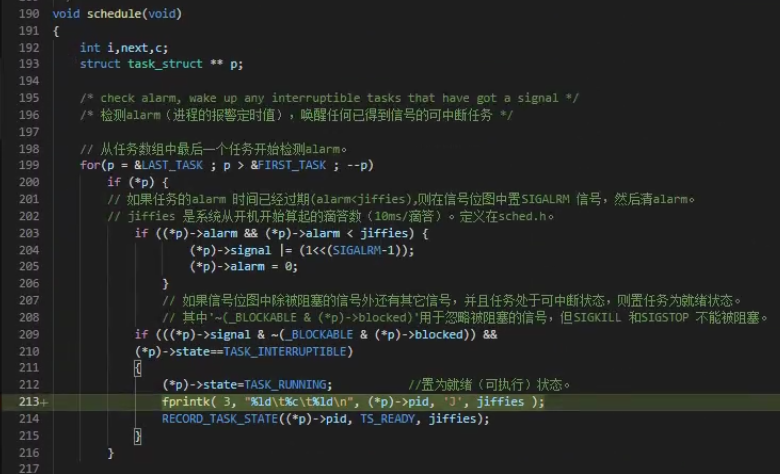 190 void schedule(void)
191 {
192 int i,next,c;
193 struct task_struct ** p;
194
195 /* check alarm, wake up any interruptible tasks that have got a signal */
196 /* 检测alarm（进程的报警定时值），唤醒任何已得到信号的可中断任务 */
197
198 // 从任务数组中最后一个任务开始检测alarm。
199 for(p = &LAST_TASK ; p > &FIRST_TASK ; --p)
200 if (*p) {
201 // 如果任务的alarm 时间已经过期(alarm<jiffies),则在信号位图中置SIGALRM 信号，然后清alarm。
202 // jiffies 是系统从开机开始算起的滴答数（10ms/滴答）。定义在sched.h。
203 if ((*p)->alarm && (*p)->alarm < jiffies) {
204 (*p)->signal |= (1<<(SIGALRM-1));
205 (*p)->alarm = 0;
206 }
207 // 如果信号位图中除被阻塞的信号外还有其它信号，并且任务处于可中断状态，则置任务为就绪状态。
208 // 其中'~(_BLOCKABLE & (*p)->blocked)'用于忽略被阻塞的信号，但SIGKILL 和SIGSTOP 不能被阻塞。
209 if (((*p)->signal & ~(_BLOCKABLE & (*p)->blocked)) &&
210 (*p)->state==TASK_INTERRUPTIBLE)
211 {
212 (*p)->state=TASK_RUNNING; //置为就绪（可执行）状态。
213+ fprintk( 3, "%ld\t%c\t%ld\n", (*p)->pid, 'J', jiffies );
214 RECORD_TASK_STATE((*p)->pid, TS_READY, jiffies);
215 }
216 }
217